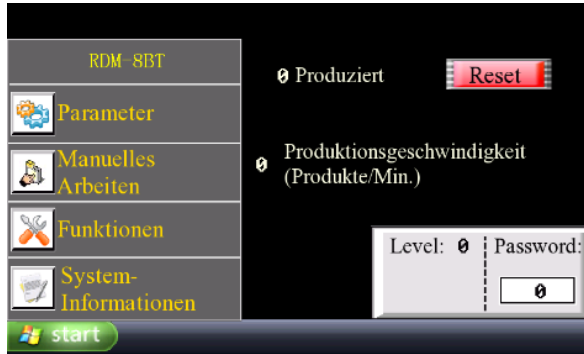 RDM-8BT
0 Produziert
Reset
Parameter
Manuelles
Arbeiten
0 Produktionsgeschwindigkeit
(Produkte/Min.)
Funktionen
Level: 0
Password:
0
System-
Informationen
start